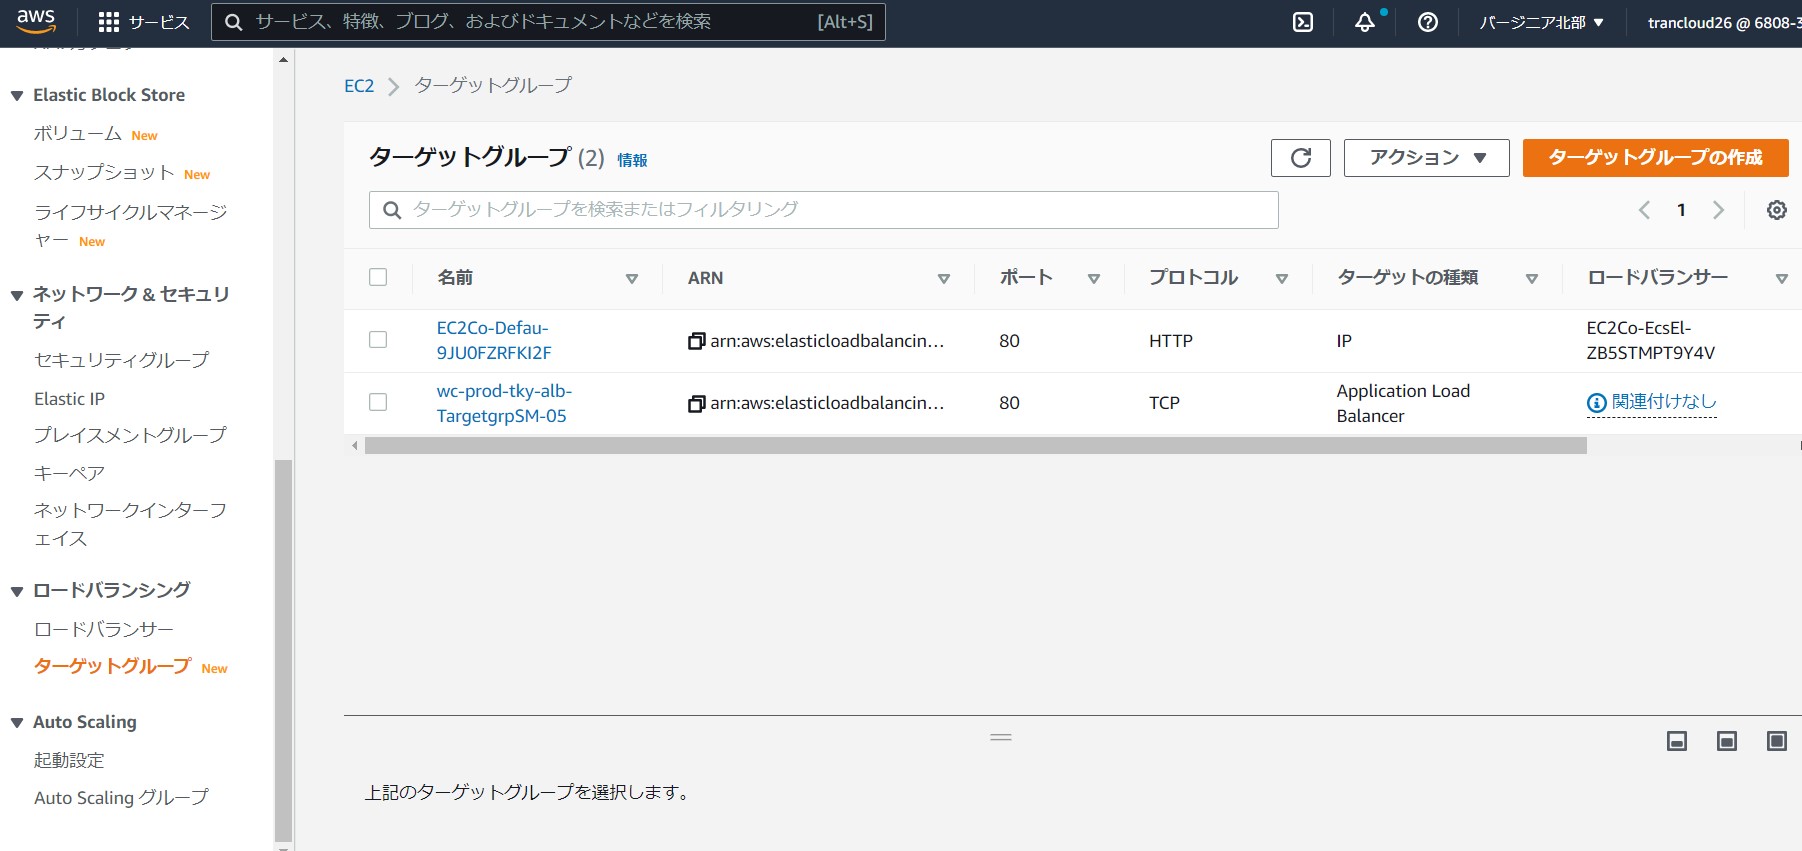 aws
サービス
サービス、特徴、ブログ、およびドキュメントなどを検索
[Alt+S]
バージニア北部
trancloud26 @ 6808-3
Elastic Block Store
ボリューム New
スナップショット New
ライフサイクルマネージ
ャー New
ネットワーク & セキュリ
ティ
セキュリティグループ
Elastic IP
プレイスメントグループ
キーペア
ネットワークインターフ
ェイス
ロードバランシング
ロードバランサー
ターゲットグループ New
Auto Scaling
起動設定
Auto Scaling グループ
EC2
ターゲットグループ
ターゲットグループ (2) 情報
アクション
ターゲットグループの作成
ターゲットグループを検索またはフィルタリング
1
名前 ARN ポート プロトコル ターゲットの種類 ロードバランサー
EC2Co-Defau-
9JU0FZRFKI2F
arn:aws:elasticloadbalancin...
80
HTTP
IP
EC2Co-EcsEl-
ZB5STMPT9Y4V
wc-prod-tky-alb-
TargetgrpSM-05
arn:aws:elasticloadbalancin...
80
TCP
Application Load
Balancer
関連付けなし
上記のターゲットグループを選択します。